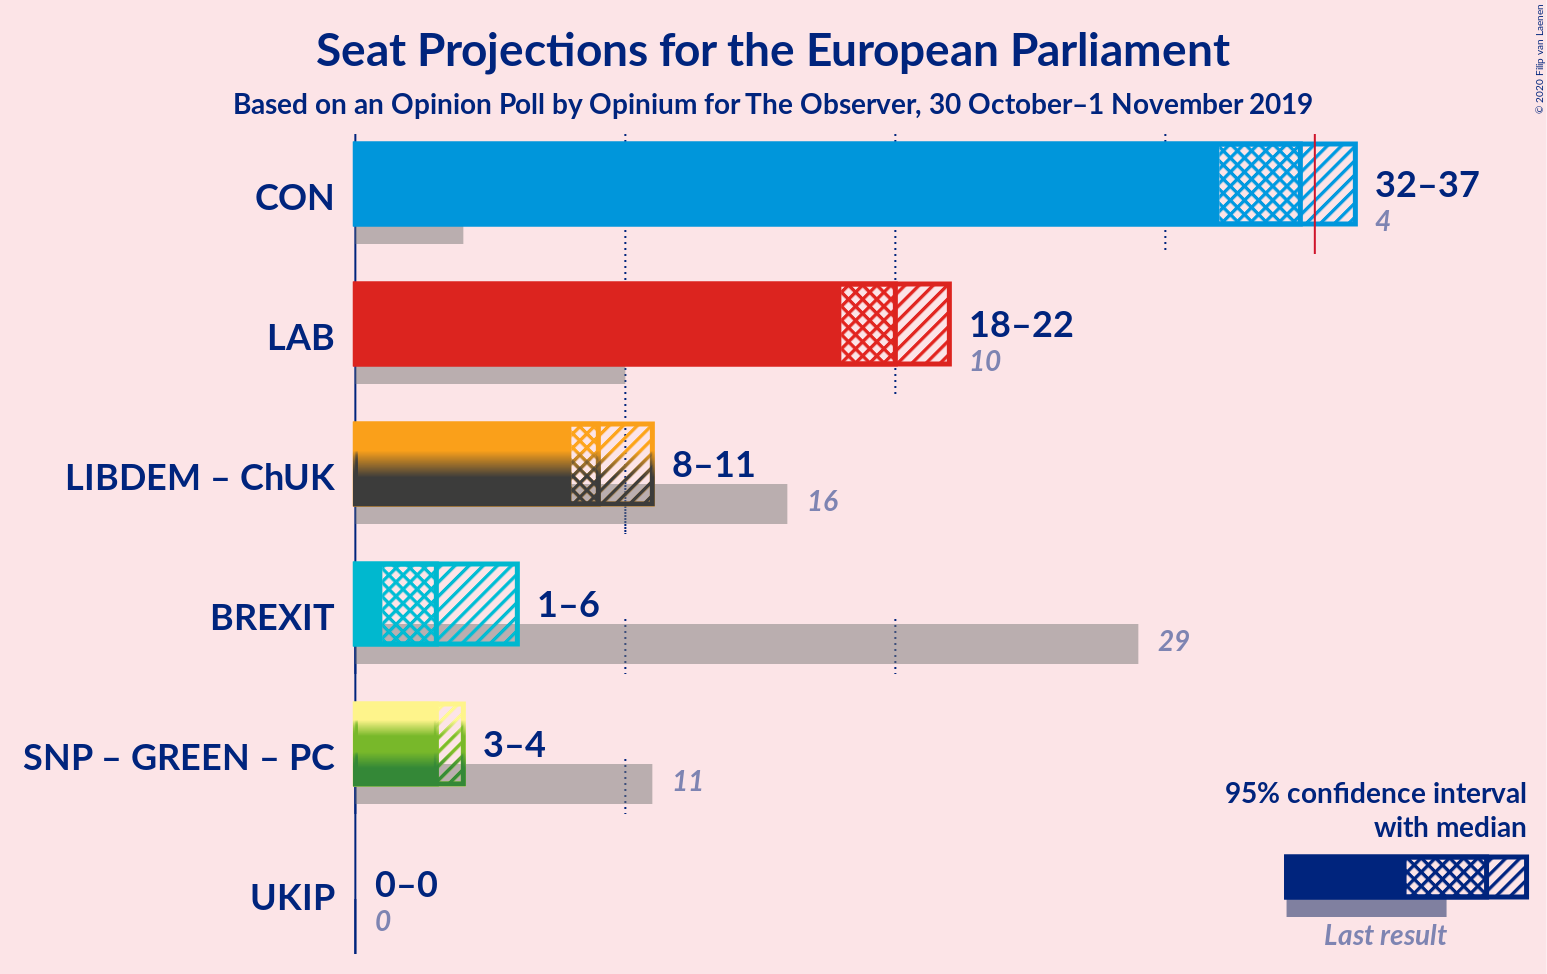 Seat Projections for the European Parliament
Based on an Opinion Poll by Opinium for The Observer, 30 October–1 November 2019
© 2020 Filip van Laenen
CON
32–37
4
LAB
18–22
10
LIBDEM – ChUK
8–11
16
BREXIT
1–6
29
SNP – GREEN – PC
3–4
11
UKIP
0–0
0
95% confidence interval
with median
Last result